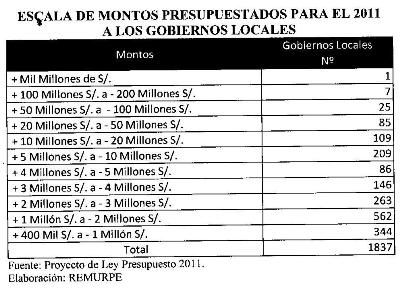 ESCALA DE MONTOS PRESUPUESTADOS PARA EL 2011
A LOS GOBIERNOS LOCALES
Montos Gobiernos Locales
Nº
+ Mil Millones de S/. 1
+ 100 Millones S/. a - 200 Millones S/. 7
+ 50 Millones S/. a - 100 Millones S/. 25
+ 20 Millones S/. a - 50 Millones S/. 85
+ 10 Millones S/. a - 20 Millones S/. 109
+ 5 Millones S/. a - 10 Millones S/. 209
+ 4 Millones S/. a - 5 Millones S/. 86
+ 3 Millones S/. a - 4 Millones S/. 146
+ 2 Millones S/. a - 3 Millones S/. 263
+ 1 Millón S/. a - 2 Millones S/. 562
+ 400 Mil S/. a - 1 Millón S/. 344
Total 1837
Fuente: Proyecto de Ley Presupuesto 2011.
Elaboración: REMURPE